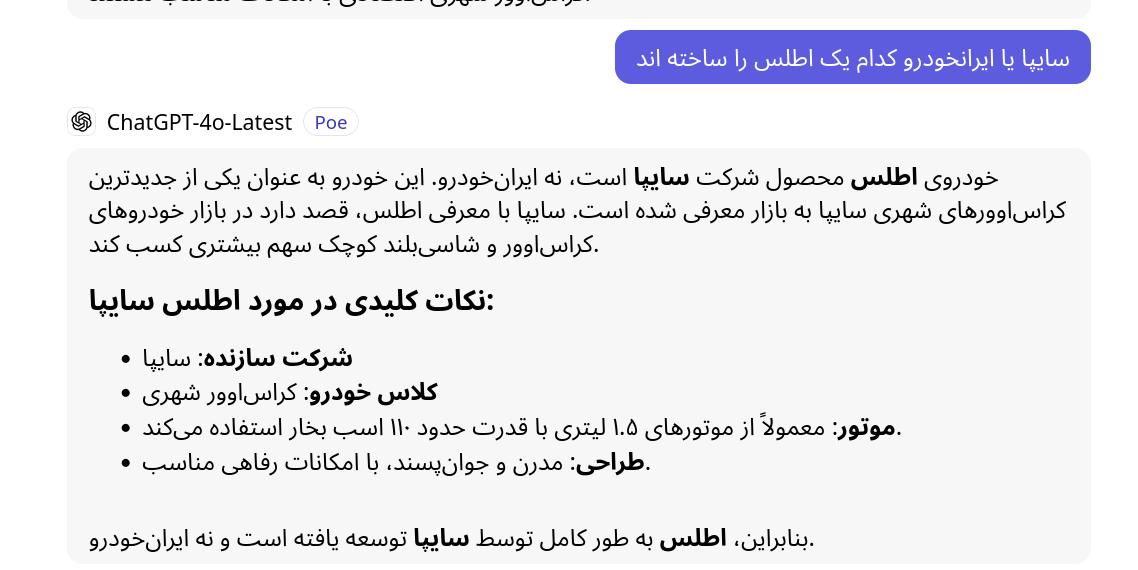 سایپا یا ایرانخودرو کدام یک اطلس را ساخته اند
ChatGPT-4o-Latest Poe
خودروی اطلس محصول شرکت سایپا است، نه ایران‌خودرو. این خودرو به عنوان یکی از جدیدترین
کراس‌اوورهای شهری سایپا به بازار معرفی شده است. سایپا با معرفی اطلس، قصد دارد در بازار خودروهای
کراس‌اوور و شاسی‌بلند کوچک سهم بیشتری کسب کند.
نکات کلیدی در مورد اطلس سایپا:
• شرکت سازنده: سایپا
• کلاس خودرو: کراس‌اوور شهری
• موتور: معمولاً از موتورهای ۱.۵ لیتری با قدرت حدود ۱۱۰ اسب بخار استفاده می‌کند.
• طراحی: مدرن و جوان‌پسند، با امکانات رفاهی مناسب.
بنابراین، اطلس به طور کامل توسط سایپا توسعه یافته است و نه ایران‌خودرو.